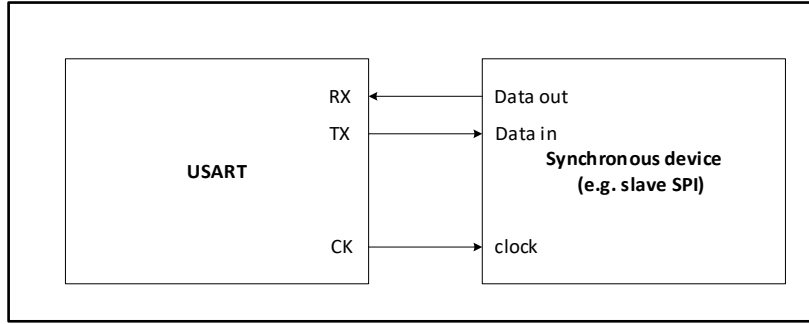 RX
Data out
TX
Data in
USART
Synchronous device
(e.g. slave SPI)
CK
clock